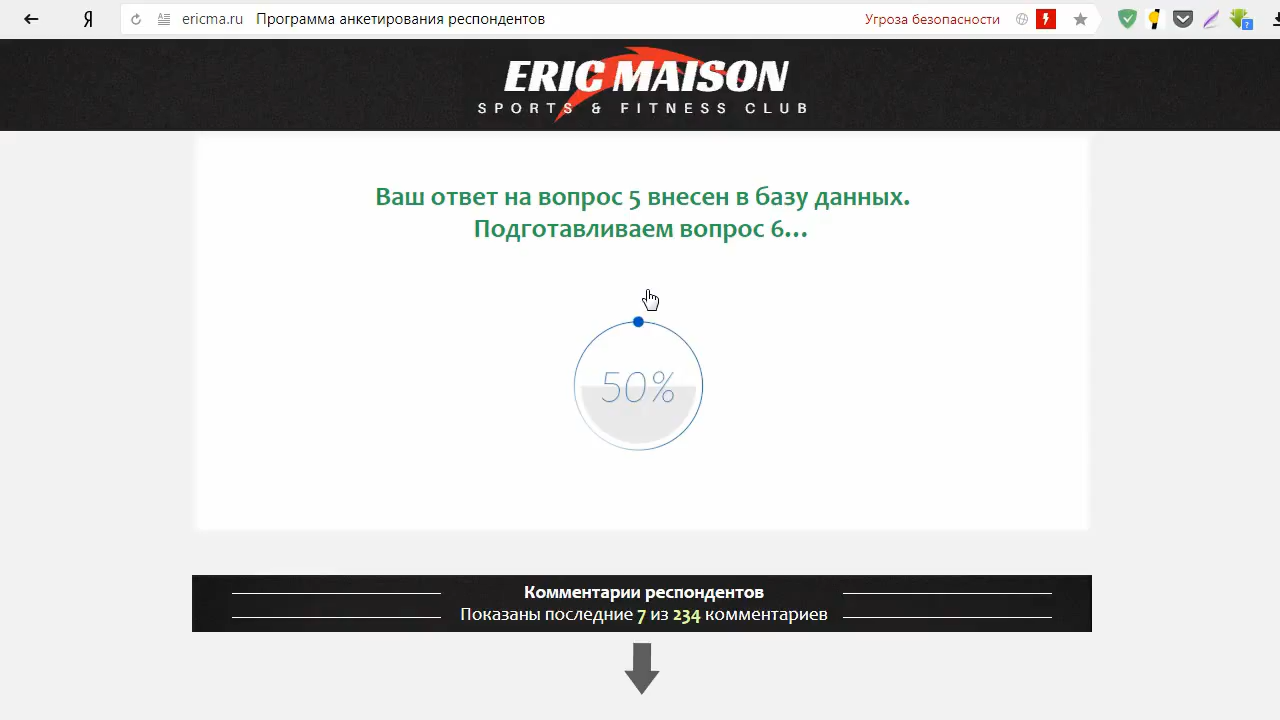 Я
ericma.ru Программа анкетирования респондентов Угроза безопасности
ERIC MAISON
SPORTS & FITNESS CLUB
Ваш ответ на вопрос 5 внесен в базу данных.
Подготавливаем вопрос 6...
50%
Комментарии респондентов
Показаны последние 7 из 234 комментариев